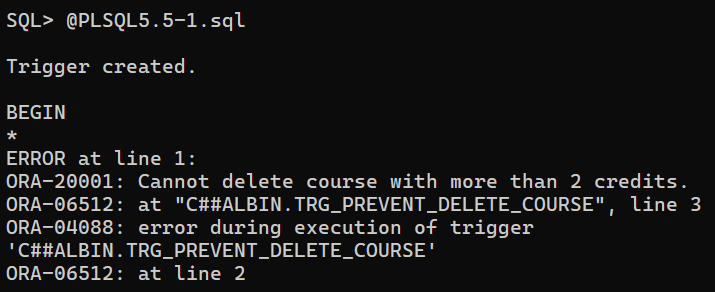 SQL> @PLSQL5.5-1.sql
Trigger created.
BEGIN
*
ERROR at line 1:
ORA-20001: Cannot delete course with more than 2 credits.
ORA-06512: at "C##ALBIN.TRG_PREVENT_DELETE_COURSE", line 3
ORA-04088: error during execution of trigger
'C##ALBIN.TRG_PREVENT_DELETE_COURSE'
ORA-06512: at line 2